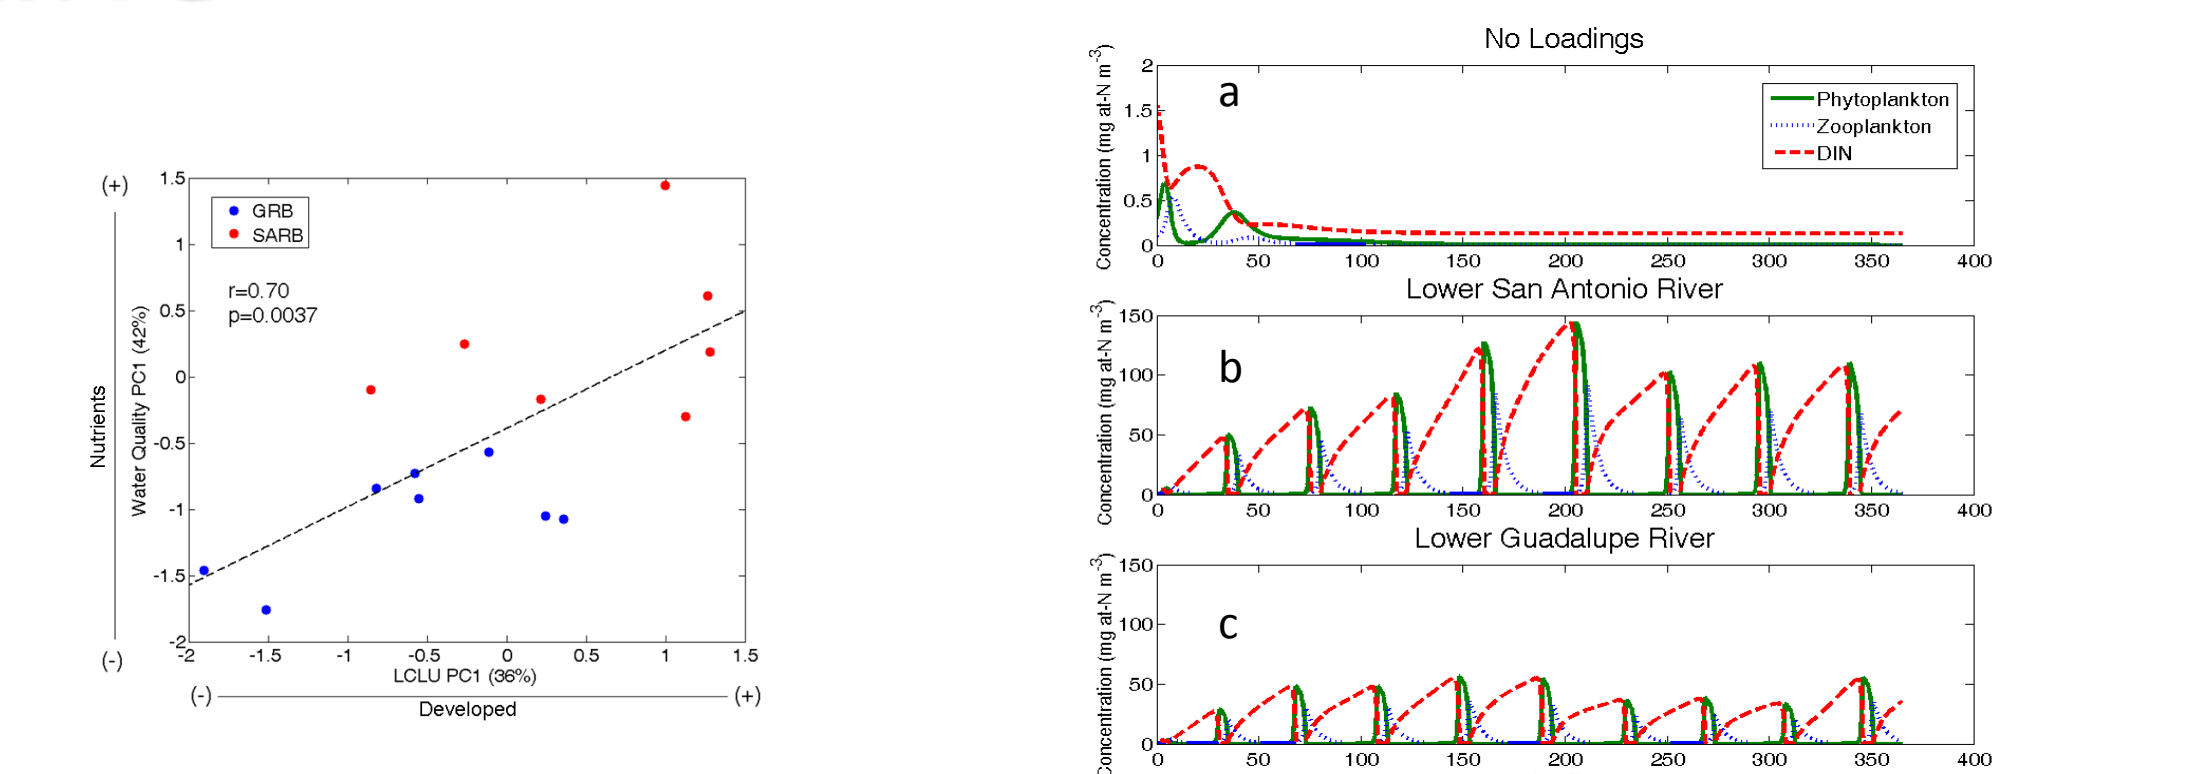 (+)
1.5
GRB
SARB
1
r=0.70
p=0.0037
0.5
0
-0.5
-1
-1.5
-2
Nutrients
Water Quality PC1 (42%)
(-)
-2 -1.5 -1 -0.5 0 0.5 1 1.5
LCLU PC1 (36%)
(-) (+)
Developed
No Loadings
a
Concentration (mg at-N m-3)
2
1.5
1
0.5
0
Phytoplankton
Zooplankton
DIN
0 50 100 150 200 250 300 350 400
Lower San Antonio River
b
Concentration (mg at-N m-3)
150
100
50
0
0 50 100 150 200 250 300 350 400
Lower Guadalupe River
c
Concentration (mg at-N m-3)
150
100
50
0
0 50 100 150 200 250 300 350 400